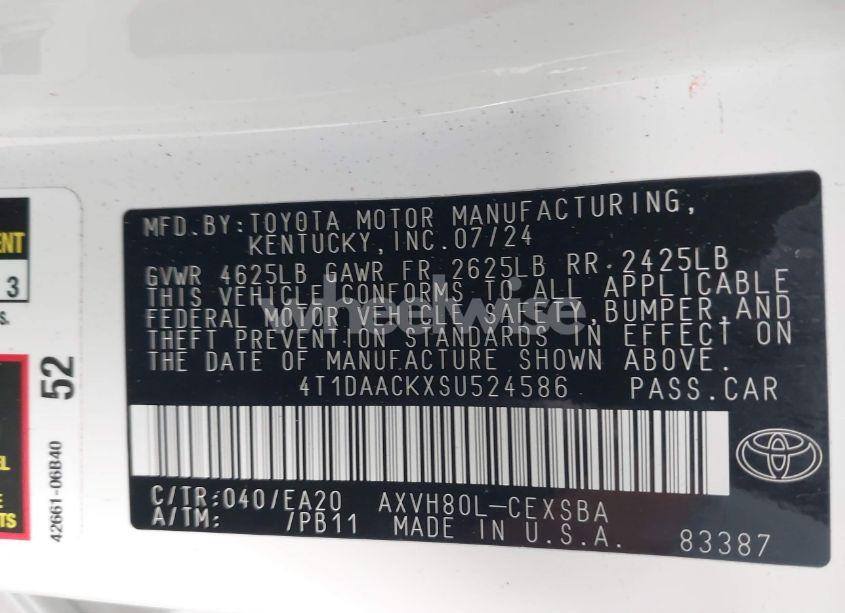 MFD.BY:TOYOTA MOTOR MANUFACTURING,
KENTUCKY,INC.07/24
GVWR 4625LB GAWR FR 2625LB RR 2425LB
THIS VEHICLE CONFORMS TO ALL APPLICABLE
FEDERAL MOTOR VEHICLE SAFETY,BUMPER,AND
THEFT PREVENTION STANDARDS IN EFFECT ON
THE DATE OF MANUFACTURE SHOWN ABOVE.
4T1DAACKXSU524586 PASS.CAR
C/TR:040/EA20 AXVH80L-CEXSBA
A/TM: /PB11 MADE IN U.S.A. 83387
wheelwise
52
42661-06B40
3